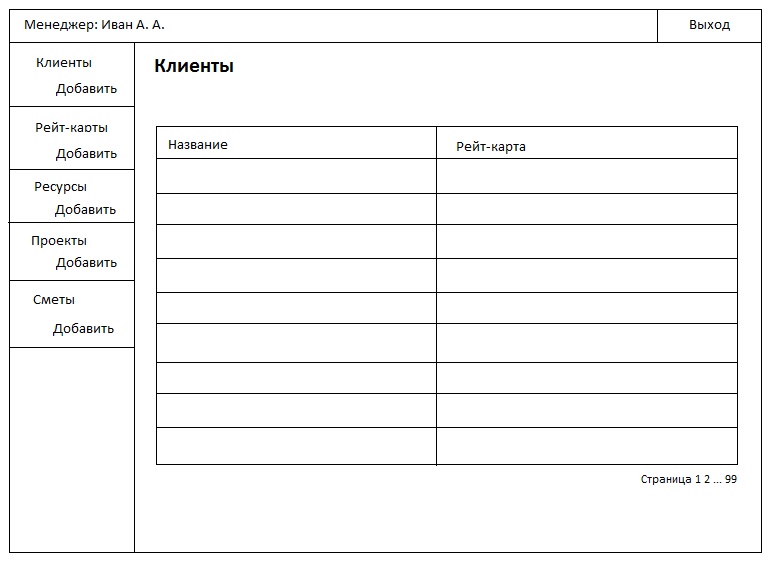 Менеджер: Иван А. А.
Выход
Клиенты
Добавить
Рейт-карты
Добавить
Ресурсы
Добавить
Проекты
Добавить
Сметы
Добавить
Клиенты
Название
Рейт-карта
Страница 1 2 ... 99